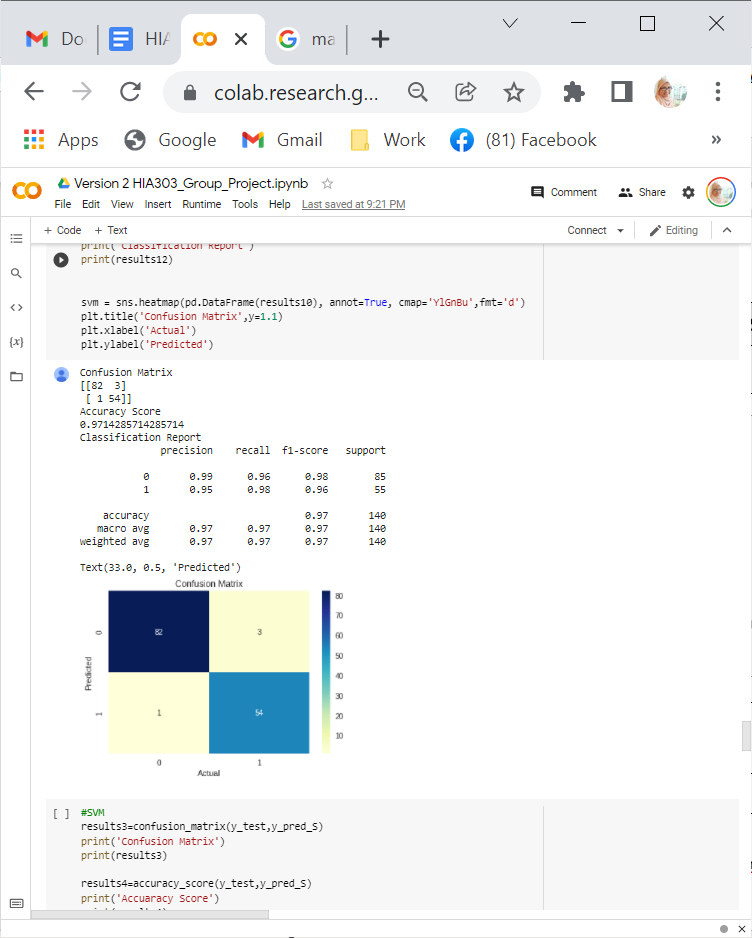 Do
HIA
ma
colab.research.g...
Apps
Google
Gmail
Work
(81) Facebook
»
Version 2 HIA303_Group_Project.ipynb
File Edit View Insert Runtime Tools Help Last saved at 9:21 PM
Comment
Share
+ Code + Text
Connect
Editing
print('Classification Report')
print(results12)
svm = sns.heatmap(pd.DataFrame(results10), annot=True, cmap='YlGnBu',fmt='d')
plt.title('Confusion Matrix',y=1.1)
plt.xlabel('Actual')
plt.ylabel('Predicted')
Confusion Matrix
[[82  3]
 [ 1 54]]
Accuracy Score
0.9714285714285714
Classification Report
precision recall f1-score support
0 0.99 0.96 0.98 85
1 0.95 0.98 0.96 55
accuracy 0.97 140
macro avg 0.97 0.97 0.97 140
weighted avg 0.97 0.97 0.97 140
Text(33.0, 0.5, 'Predicted')
Confusion Matrix
80
70
60
50
40
30
20
10
0
82
3
Predicted
1
1
54
0
1
Actual
[ ] #SVM
results3=confusion_matrix(y_test,y_pred_S)
print('Confusion Matrix')
print(results3)
results4=accuracy_score(y_test,y_pred_S)
print('Accuaracy Score')